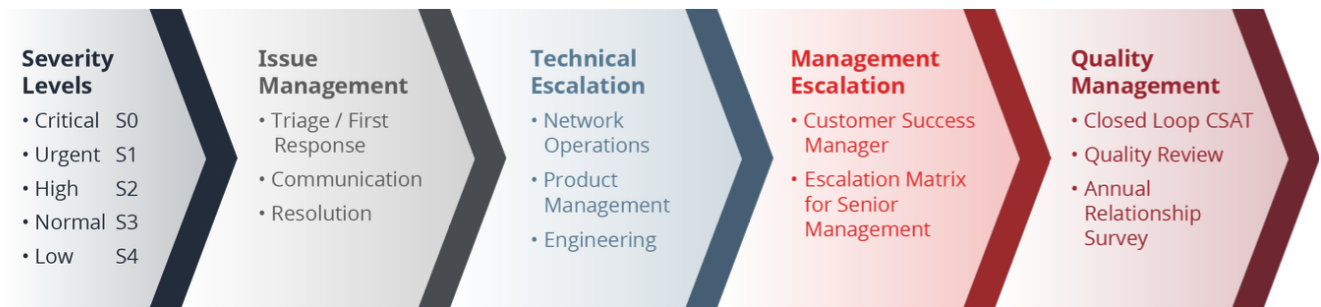 Severity
Levels
• Critical S0
• Urgent S1
• High S2
• Normal S3
• Low S4
Issue
Management
• Triage / First
Response
• Communication
• Resolution
Technical
Escalation
• Network
Operations
• Product
Management
• Engineering
Management
Escalation
• Customer Success
Manager
• Escalation Matrix
for Senior
Management
Quality
Management
• Closed Loop CSAT
• Quality Review
• Annual
Relationship
Survey